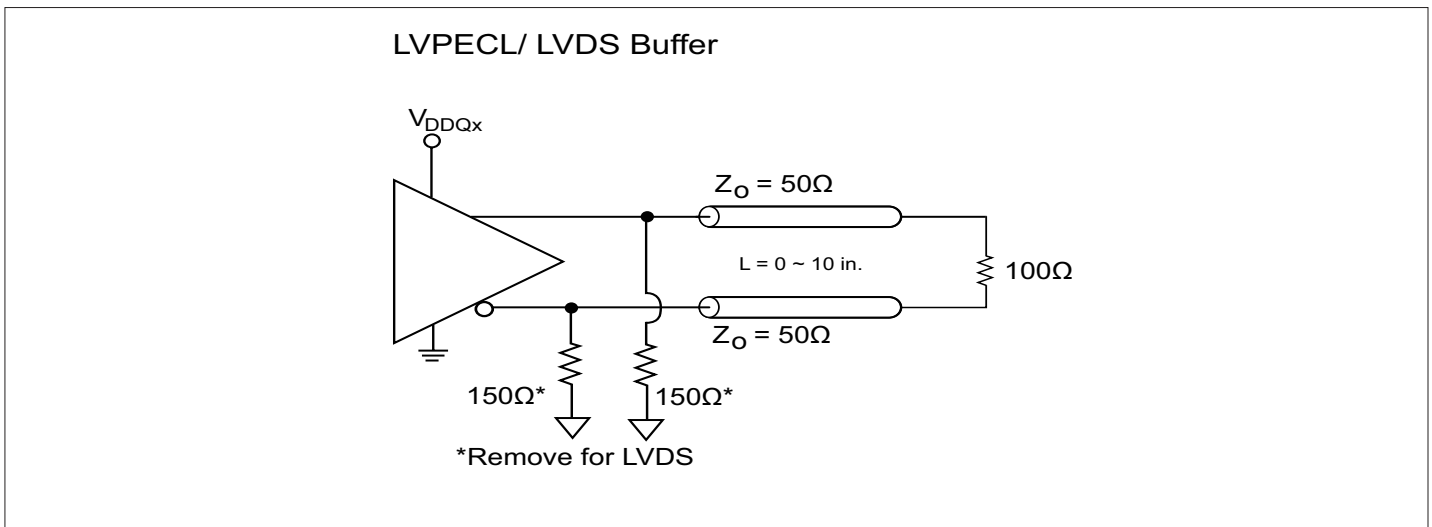 LVPECL/ LVDS Buffer
VDDQx
Zo = 50Ω
L = 0 ~ 10 in.
100Ω
Zo = 50Ω
150Ω*
150Ω*
*Remove for LVDS